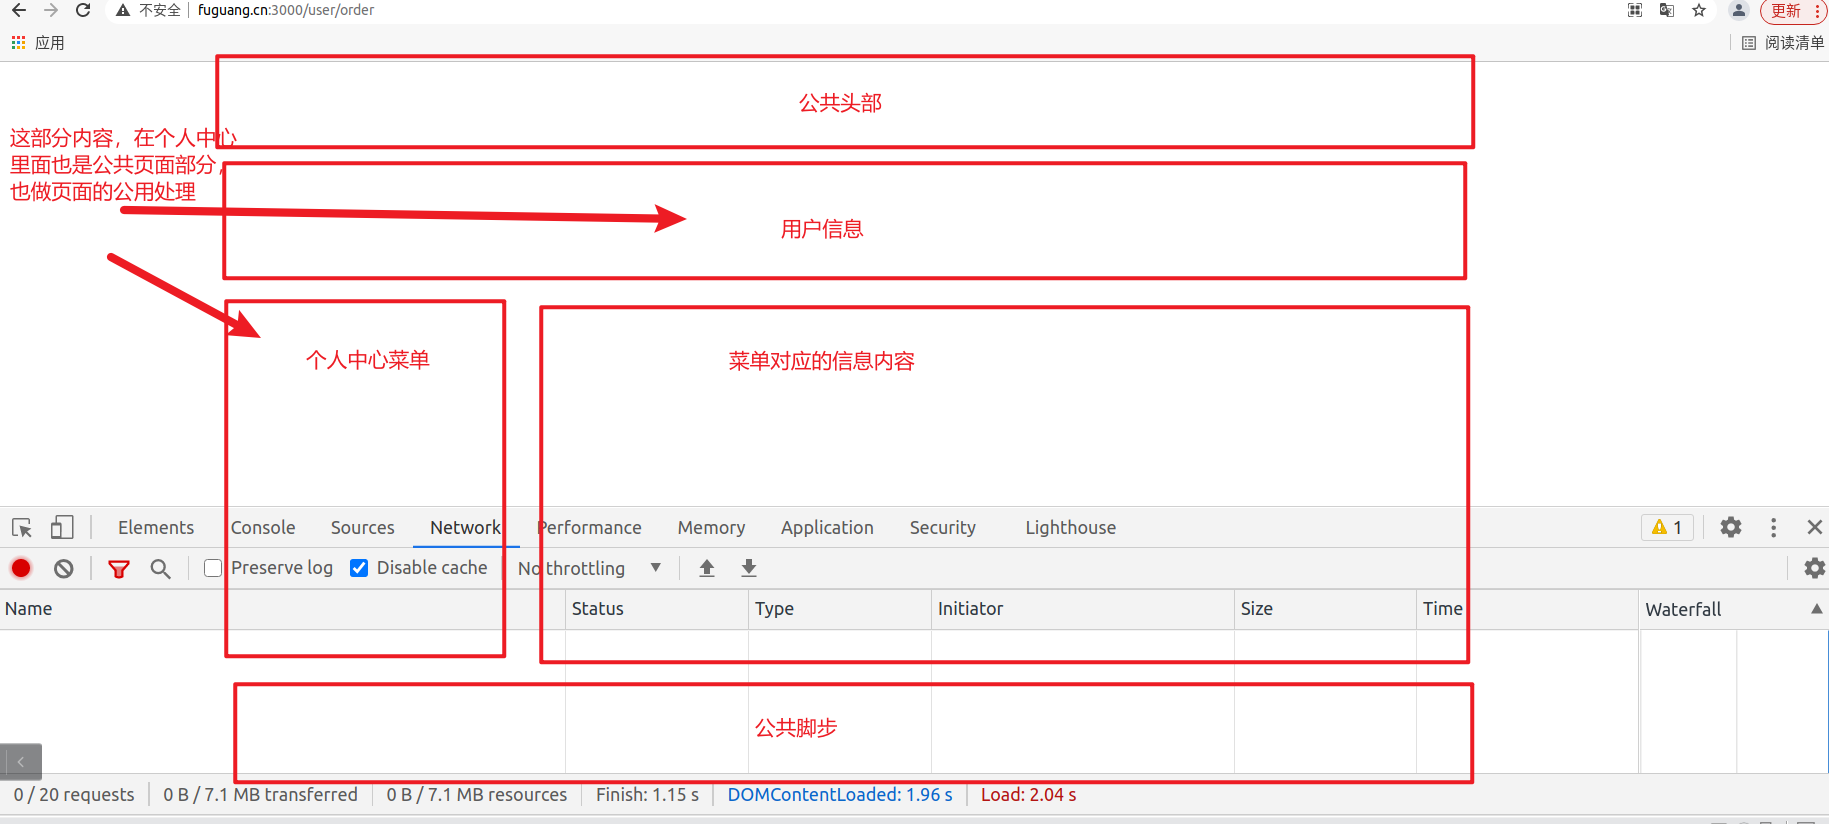 不安全 fuguang.cn:3000/user/order 更新
应用 阅读清单
公共头部
这部分内容，在个人中心
里面也是公共页面部分，
也做页面的公用处理
用户信息
个人中心菜单
菜单对应的信息内容
Elements Console Sources Network Performance Memory Application Security Lighthouse 1
Preserve log Disable cache No throttling
Name Status Type Initiator Size Time Waterfall
公共脚步
0 / 20 requests 0 B / 7.1 MB transferred 0 B / 7.1 MB resources Finish: 1.15 s DOMContentLoaded: 1.96 s Load: 2.04 s